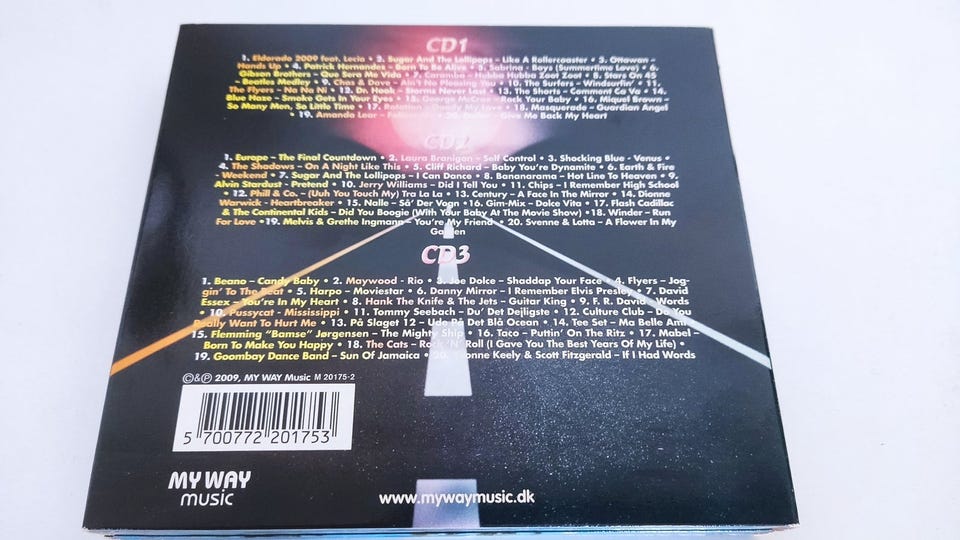 CD1
1. Eldorado 2009 feat. Lecia • 2. Sugar And The Lollipops – Like A Rollercoaster • 3. Ottawan –
Hands Up • 4. Patrick Hernandes – Born To Be Alive • 5. Sabrina – Boys (Summertime Love) • 6.
Gibson Brothers – Que Sera Me Vida • 7. Caramba – Hubba Hubba Zoot Zoot • 8. Stars On 45
– Beatles Medley • 9. Chas & Dave – Ain't No Pleasing You • 10. The Surfers – Windsurfin' • 11.
The Flyers – Na Na Ni • 12. Dr. Hook – Storms Never Last • 13. The Shorts – Comment Ca Va • 14.
Blue Haze – Smoke Gets In Your Eyes • 15. George McCrae – Rock Your Baby • 16. Miquel Brown –
So Many Men, So Little Time • 17. Rotation – My Love • 18. Masquerade – Guardian Angel
• 19. Amanda Lear – • 20. – Give Me Back My Heart
CD2
1. Europe – The Final Countdown • 2. Laura Branigan – Self Control • 3. Shocking Blue - Venus •
4. The Shadows – On A Night Like This • 5. Cliff Richard – Baby You're Dynamite • 6. Earth & Fire
- Weekend • 7. Sugar And The Lollipops – I Can Dance • 8. Bananarama – Hot Line To Heaven • 9.
Alvin Stardust - Pretend • 10. Jerry Williams – Did I Tell You • 11. Chips – I Remember High School
• 12. Phill & Co. – (Uuh You Touch My) Tra La La • 13. Century – A Face In The Mirror • 14. Dionne
Warwick - Heartbreaker • 15. Nalle – Så' Der Vogn • 16. Gim-Mix – Dolce Vita • 17. Flash Cadillac
& The Continental Kids – Did You Boogie (With Your Baby At The Movie Show) • 18. Winder – Run
For Love • 19. Melvis & Grethe Ingmann – You're My Friend • 20. Svenne & Lotta – A Flower In My
Garden
CD3
1. Beano – Candy Baby • 2. Maywood - Rio • 3. Joe Dolce – Shaddap Your Face • 4. Flyers – Jog-
gin' To The Beat • 5. Harpo – Moviestar • 6. Danny Mirror – I Remember Elvis Presley • 7. David
Essex – You're In My Heart • 8. Hank The Knife & The Jets – Guitar King • 9. F. R. David – Words
• 10. Pussycat - Mississippi • 11. Tommy Seebach – Du' Det Dejligste • 12. Culture Club – Do You
Really Want To Hurt Me • 13. På Slaget 12 – Ude På Det Blå Ocean • 14. Tee Set – Ma Belle Ami •
15. Flemming "Bamse" Jørgensen – The Mighty Ship • 16. Taco – Puttin' On The Ritz • 17. Mabel -
Born To Make You Happy • 18. The Cats – Rock 'N' Roll (I Gave You The Best Years Of My Life) •
19. Goombay Dance Band – Sun Of Jamaica • 20. Yvonne Keely & Scott Fitzgerald – If I Had Words
©&℗ 2009, MY WAY Music M 20175-2
5 700772 201753
MY WAY
music
www.mywaymusic.dk